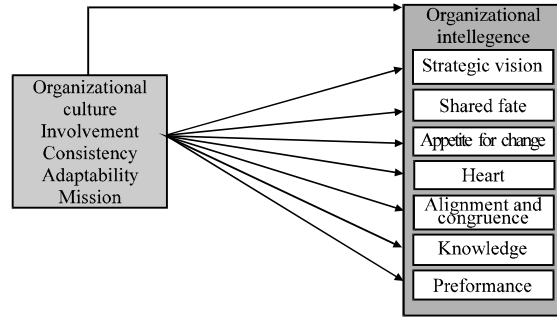 Organizational
culture
Involvement
Consistency
Adaptability
Mission
Organizational
intellegence
Strategic vision
Shared fate
Appetite for change
Heart
Alignment and
congruence
Knowledge
Preformance